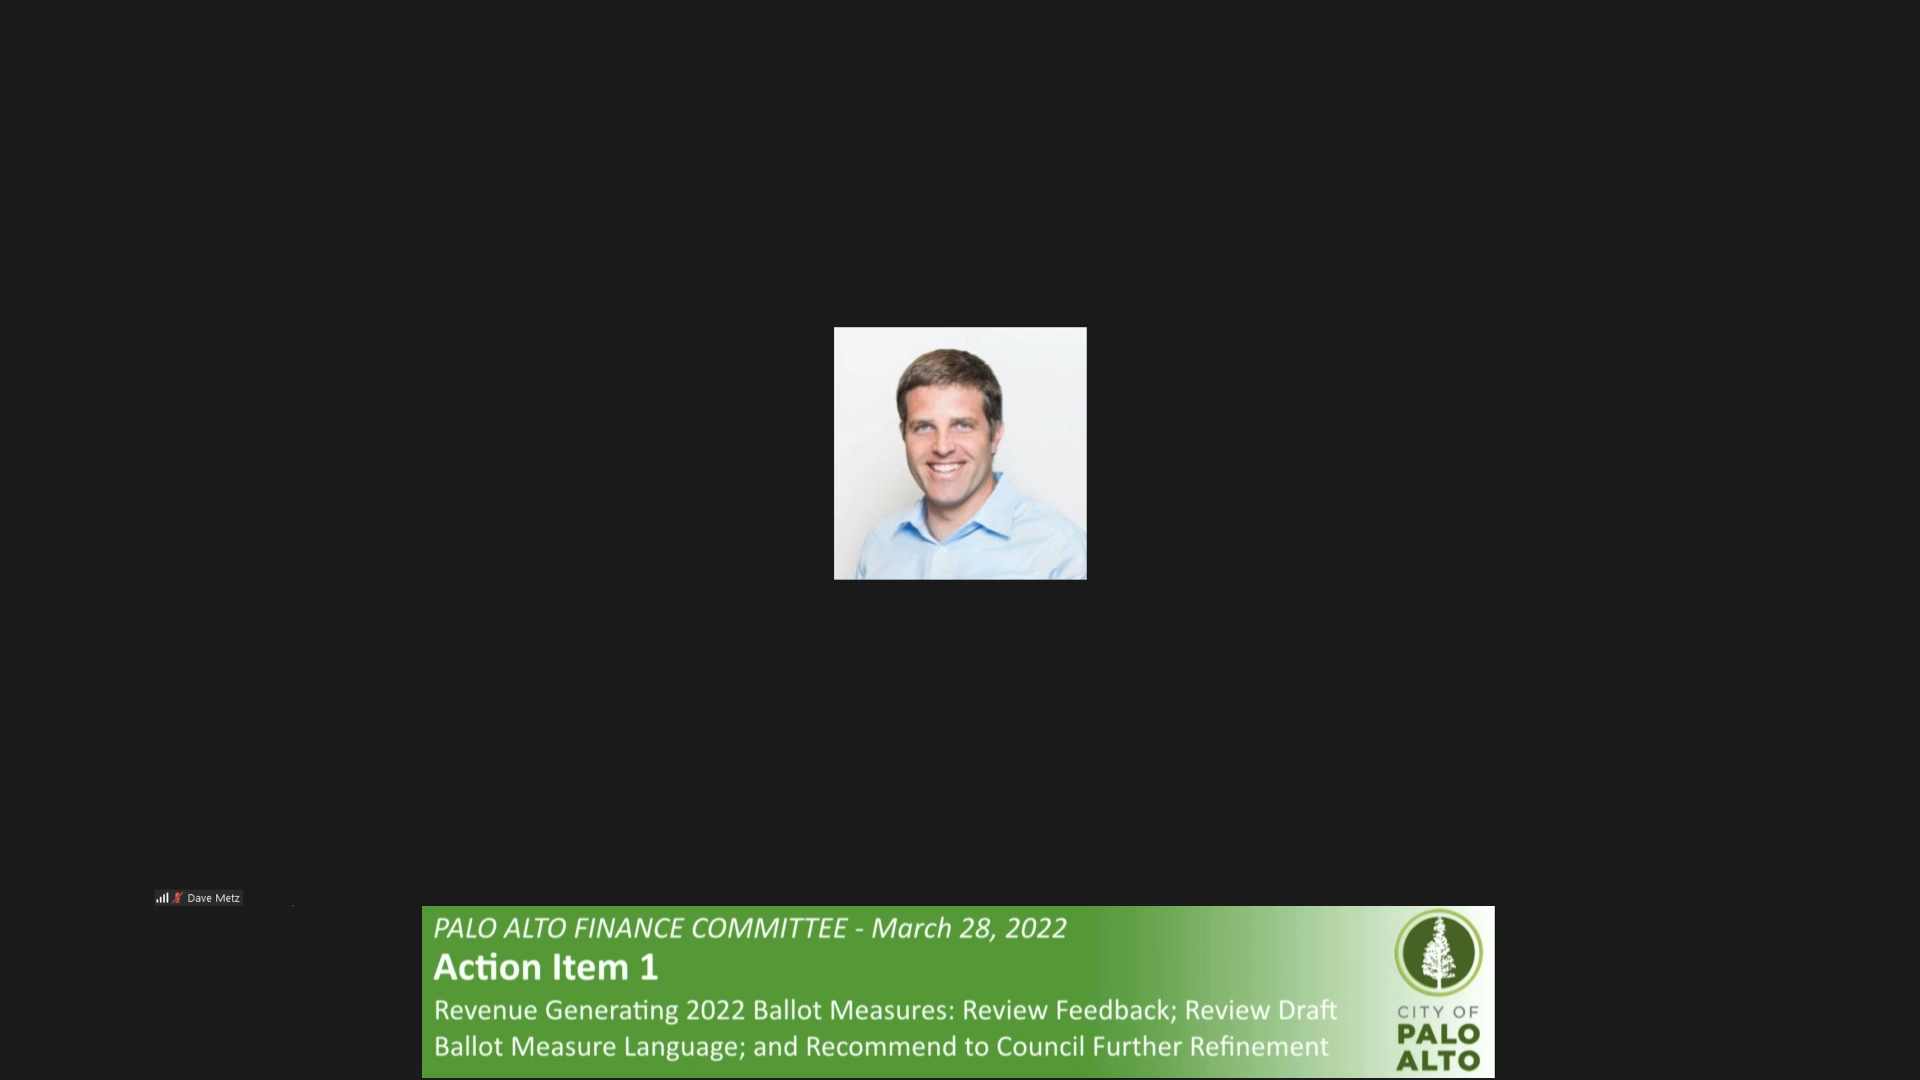 Dave Metz
PALO ALTO FINANCE COMMITTEE - March 28, 2022
Action Item 1
Revenue Generating 2022 Ballot Measures: Review Feedback; Review Draft
Ballot Measure Language; and Recommend to Council Further Refinement
CITY OF
PALO
ALTO